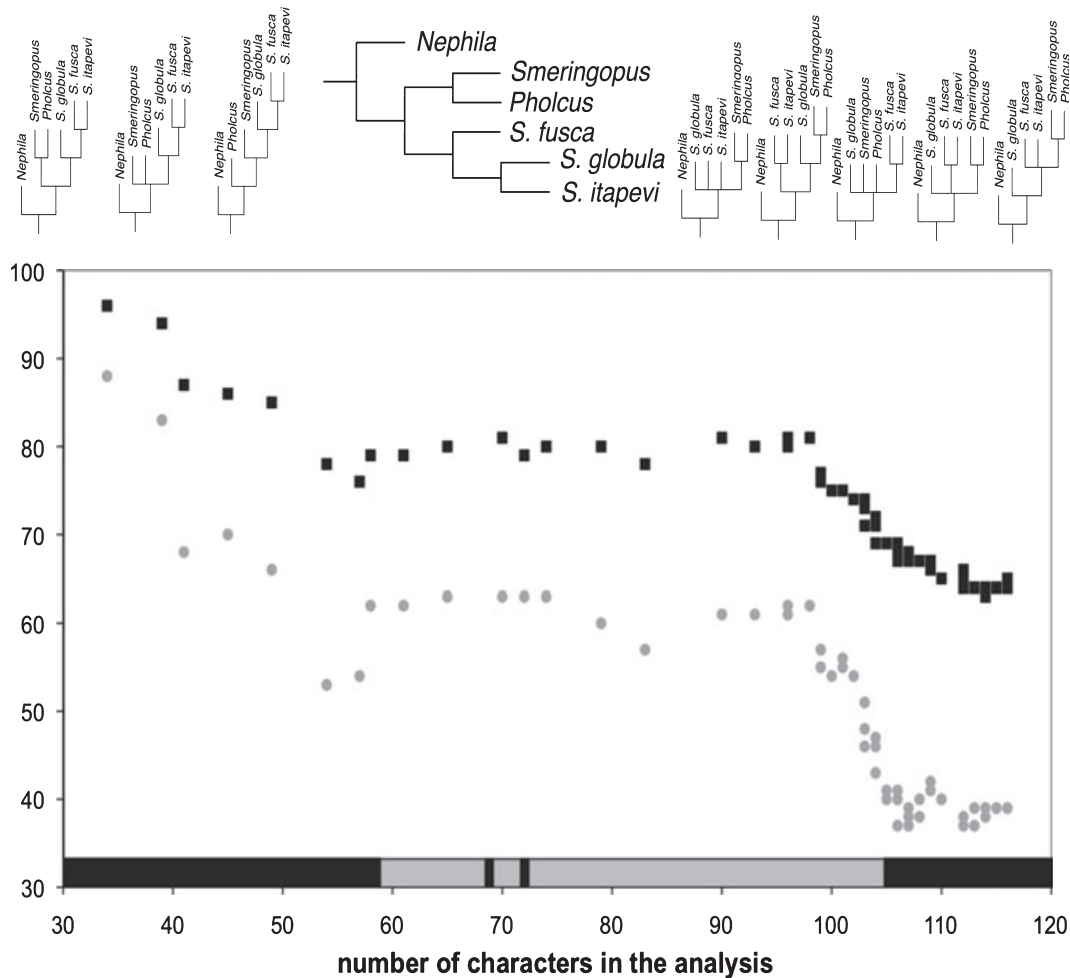 Nephila
Smeringopus
Pholcus
S. globula
S. fusca
S. itapevi
Nephila
Smeringopus
Pholcus
S. globula
S. fusca
S. itapevi
Nephila
Pholcus
Smeringopus
S. globula
S. fusca
S. itapevi
Nephila
Smeringopus
Pholcus
S. fusca
S. globula
S. itapevi
Nephila
S. globula
S. fusca
S. itapevi
Smeringopus
Pholcus
Nephila
S. fusca
S. itapevi
S. globula
Smeringopus
Pholcus
Nephila
S. globula
Smeringopus
Pholcus
S. fusca
S. itapevi
Nephila
S. globula
S. fusca
S. itapevi
Smeringopus
Pholcus
Nephila
S. globula
S. fusca
S. itapevi
Smeringopus
Pholcus
100
90
80
70
60
50
40
30
30 40 50 60 70 80 90 100 110 120
number of characters in the analysis